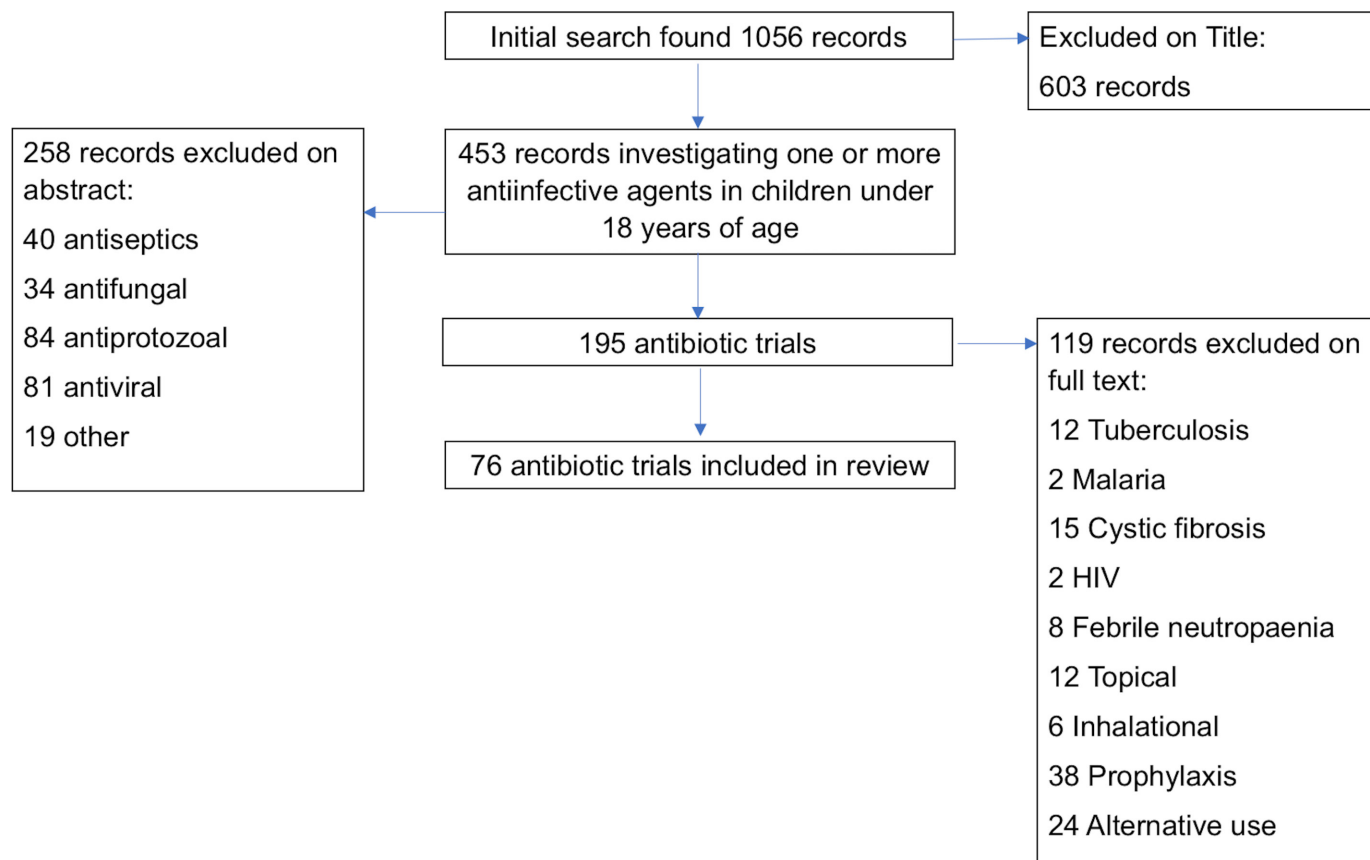 Initial search found 1056 records
Excluded on Title:
603 records
453 records investigating one or more
antiinfective agents in children under
18 years of age
258 records excluded on
abstract:
40 antiseptics
34 antifungal
84 antiprotozoal
81 antiviral
19 other
195 antibiotic trials
119 records excluded on
full text:
12 Tuberculosis
2 Malaria
15 Cystic fibrosis
2 HIV
8 Febrile neutropaenia
12 Topical
6 Inhalational
38 Prophylaxis
24 Alternative use
76 antibiotic trials included in review